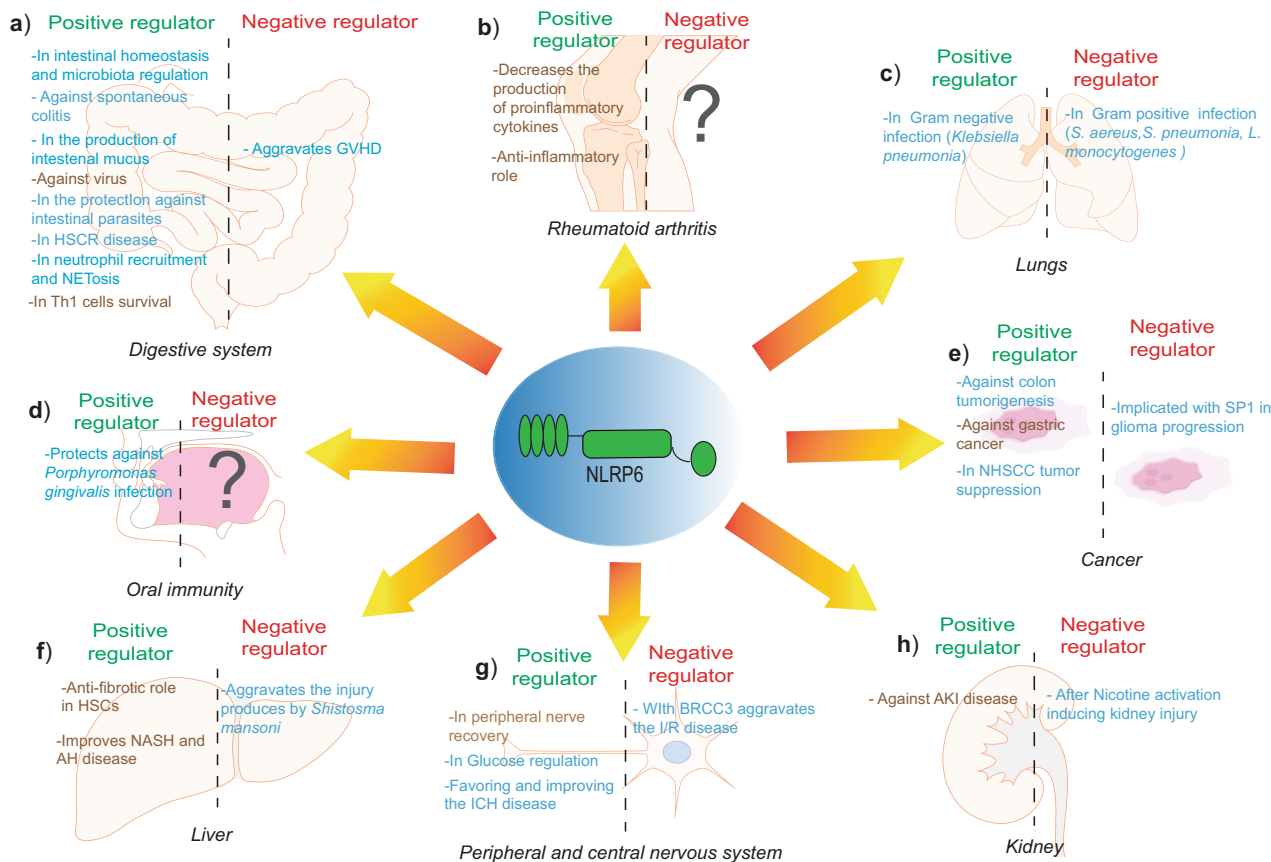 a)
Positive regulator
Negative regulator
-In intestinal homeostasis
and microbiota regulation
- Against spontaneous
colitis
- In the production of
intestenal mucus
-Against virus
-In the protection against
intestinal parasites
-In HSCR disease
-In neutrophil recruitment
and NETosis
-In Th1 cells survival
- Aggravates GVHD
Digestive system
b)
Positive
regulator
Negative
regulator
-Decreases the
production
of proinflammatory
cytokines
-Anti-inflammatory
role
?
Rheumatoid arthritis
c)
Positive
regulator
Negative
regulator
-In Gram negative
infection (Klebsiella
pneumonia)
-In Gram positive infection
(S. aereus,S. pneumonia, L.
monocytogenes )
Lungs
d)
Positive
regulator
Negative
regulator
-Protects against
Porphyromonas
gingivalis infection
?
Oral immunity
NLRP6
e)
Positive
regulator
Negative
regulator
-Against colon
tumorigenesis
-Against gastric
cancer
-In NHSCC tumor
suppression
-Implicated with SP1 in
glioma progression
Cancer
f)
Positive
regulator
Negative
regulator
-Anti-fibrotic role
in HSCs
-Improves NASH and
AH disease
-Aggravates the injury
produces by Shistosma
mansoni
Liver
g)
Positive
regulator
Negative
regulator
-In peripheral nerve
recovery
-In Glucose regulation
-Favoring and improving
the ICH disease
- WIth BRCC3 aggravates
the I/R disease
Peripheral and central nervous system
h)
Positive
regulator
Negative
regulator
- Against AKI disease
- After Nicotine activation
inducing kidney injury
Kidney